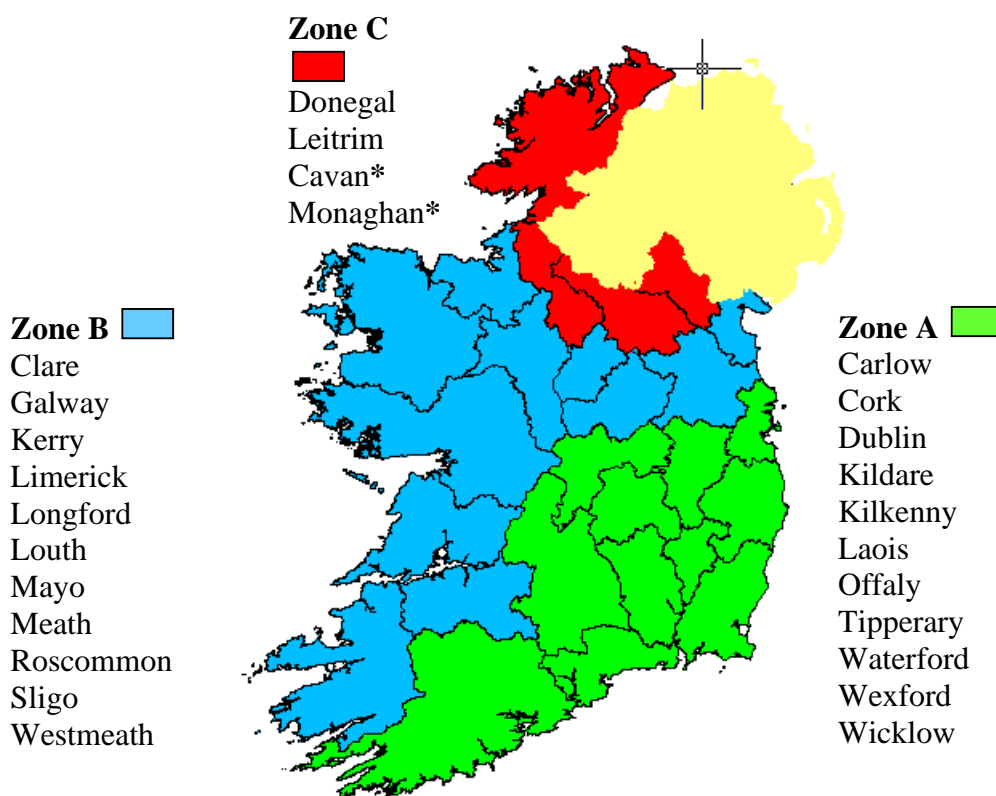 Zone C
Donegal
Leitrim
Cavan*
Monaghan*
Zone B
Clare
Galway
Kerry
Limerick
Longford
Louth
Mayo
Meath
Roscommon
Sligo
Westmeath
Zone A
Carlow
Cork
Dublin
Kildare
Kilkenny
Laois
Offaly
Tipperary
Waterford
Wexford
Wicklow